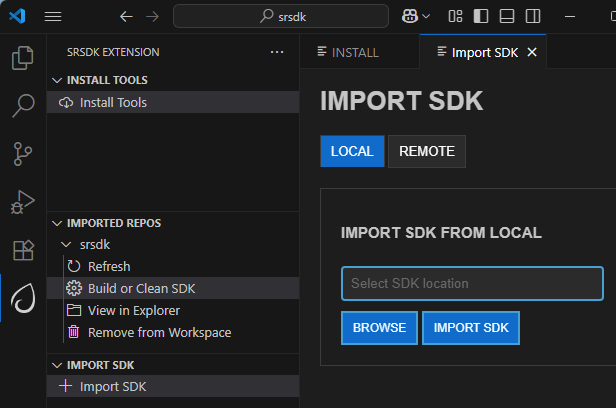 srsdk
SRSDK EXTENSION
INSTALL TOOLS
Install Tools
IMPORTED REPOS
srsdk
Refresh
Build or Clean SDK
View in Explorer
Remove from Workspace
IMPORT SDK
Import SDK
INSTALL
Import SDK
IMPORT SDK
LOCAL
REMOTE
IMPORT SDK FROM LOCAL
Select SDK location
BROWSE
IMPORT SDK